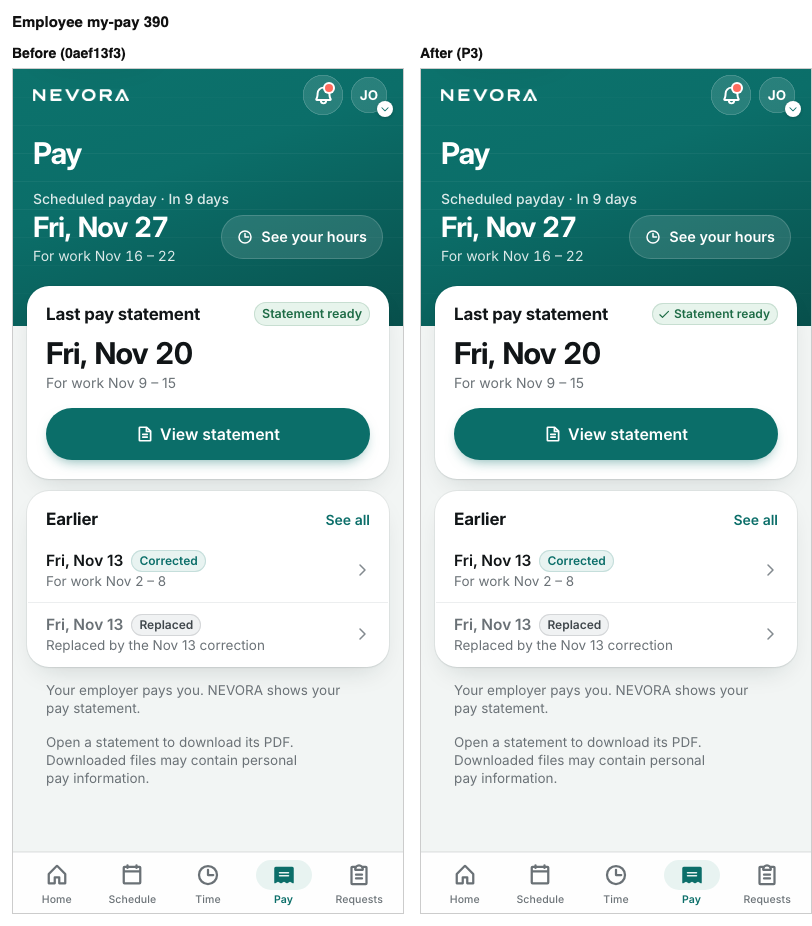 Employee my-pay 390
Before (0aef13f3)
NEVORA
JO
Pay
Scheduled payday · In 9 days
Fri, Nov 27
For work Nov 16 – 22
See your hours
Last pay statement
Statement ready
Fri, Nov 20
For work Nov 9 – 15
View statement
Earlier
See all
Fri, Nov 13
Corrected
For work Nov 2 – 8
Fri, Nov 13
Replaced
Replaced by the Nov 13 correction
Your employer pays you. NEVORA shows your
pay statement.
Open a statement to download its PDF.
Downloaded files may contain personal
pay information.
Home
Schedule
Time
Pay
Requests
After (P3)
NEVORA
JO
Pay
Scheduled payday · In 9 days
Fri, Nov 27
For work Nov 16 – 22
See your hours
Last pay statement
Statement ready
Fri, Nov 20
For work Nov 9 – 15
View statement
Earlier
See all
Fri, Nov 13
Corrected
For work Nov 2 – 8
Fri, Nov 13
Replaced
Replaced by the Nov 13 correction
Your employer pays you. NEVORA shows your
pay statement.
Open a statement to download its PDF.
Downloaded files may contain personal
pay information.
Home
Schedule
Time
Pay
Requests